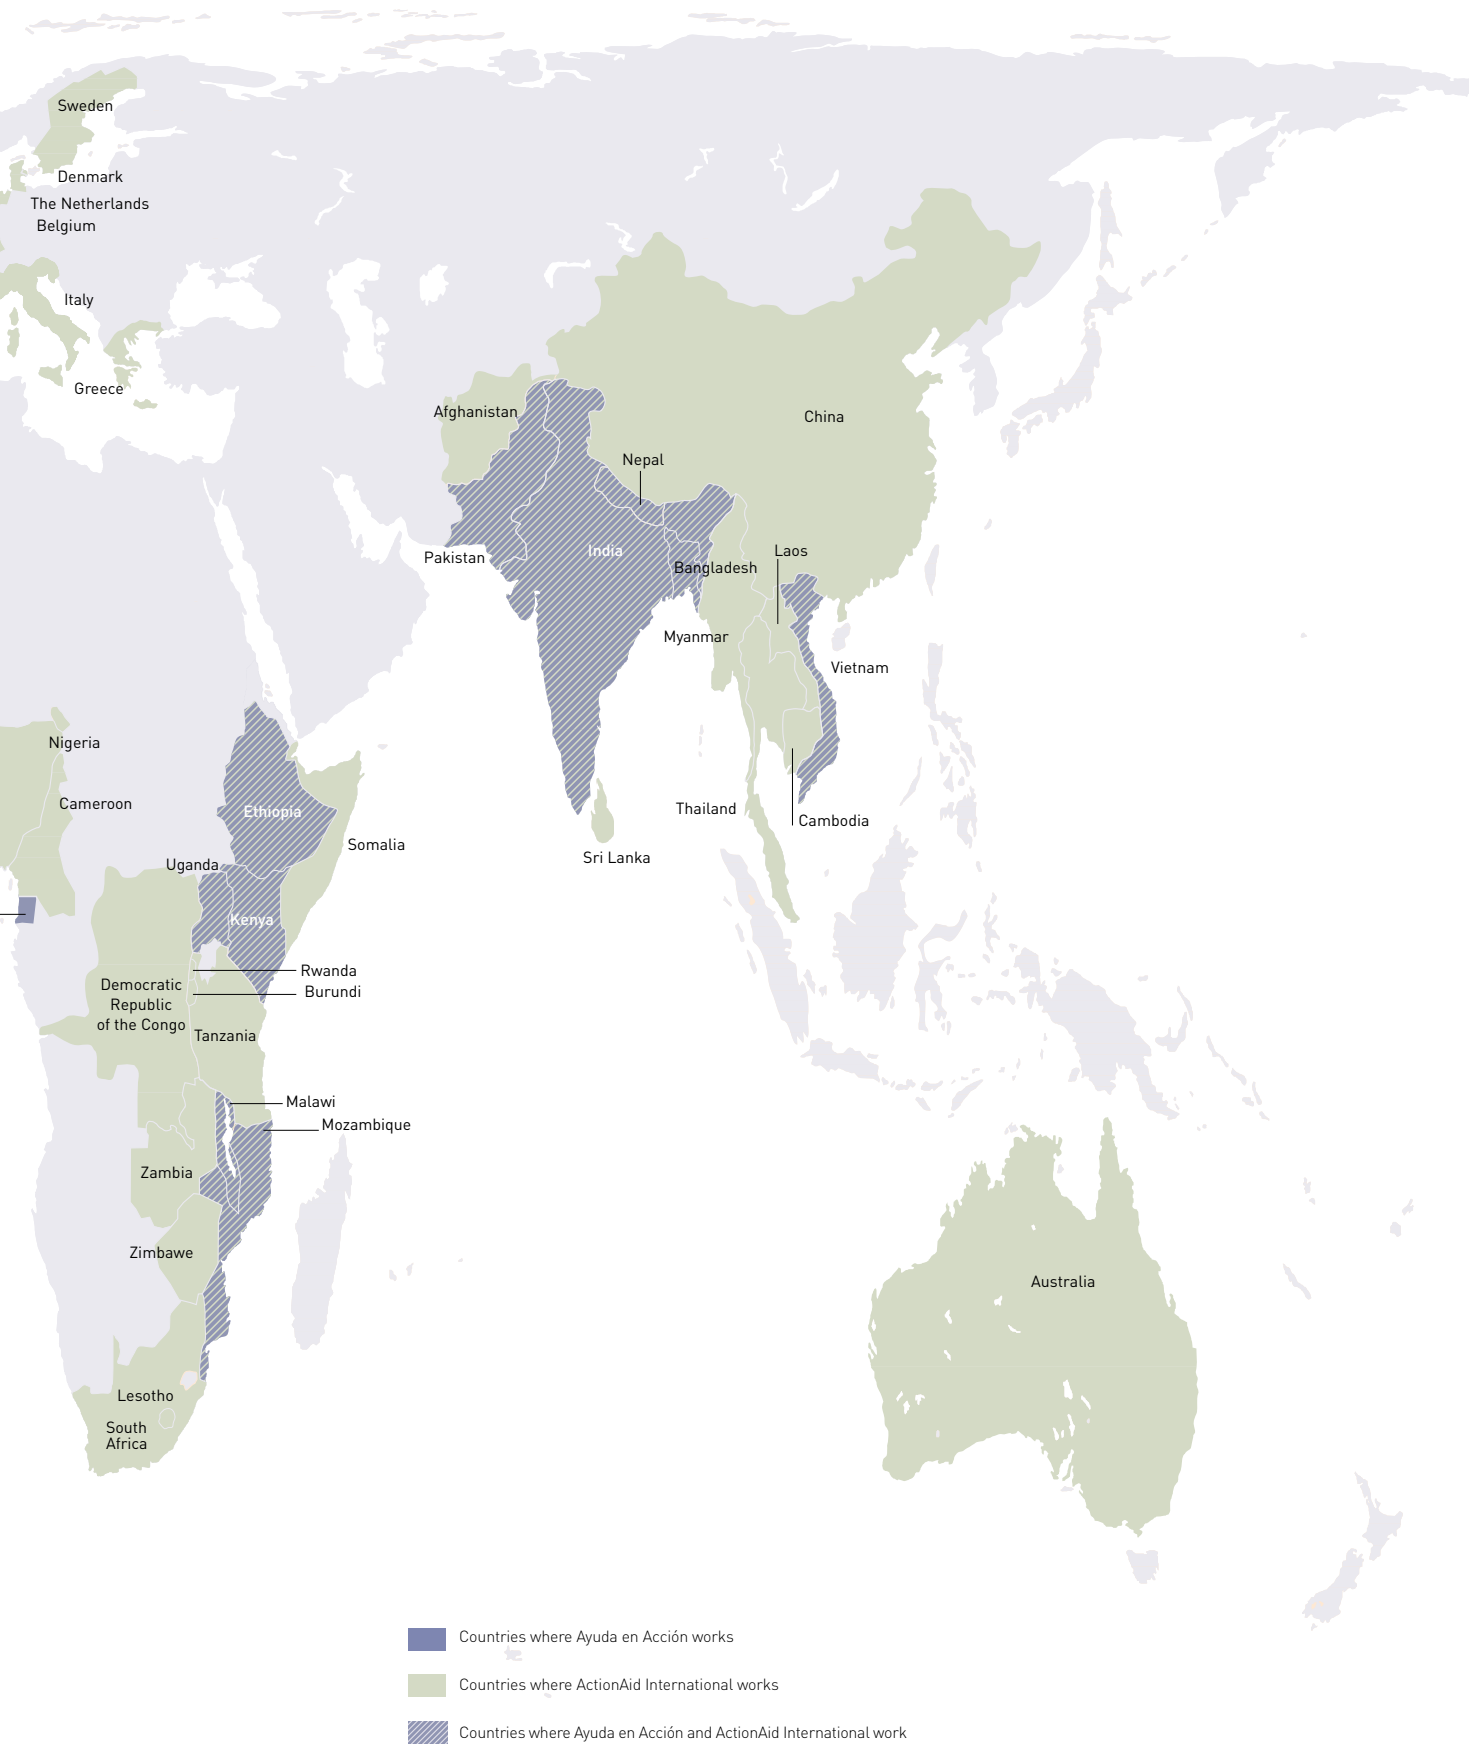 Sweden
Denmark
The Netherlands
Belgium
Italy
Greece
Afghanistan
China
Nepal
India
Pakistan
Laos
Bangladesh
Myanmar
Vietnam
Nigeria
Cameroon
Ethiopia
Somalia
Thailand
Cambodia
Sri Lanka
Uganda
Kenya
Rwanda
Burundi
Democratic
Republic
of the Congo
Tanzania
Malawi
Mozambique
Zambia
Zimbawe
Australia
Lesotho
South
Africa
Countries where Ayuda en Acción works
Countries where ActionAid International works
Countries where Ayuda en Acción and ActionAid International work